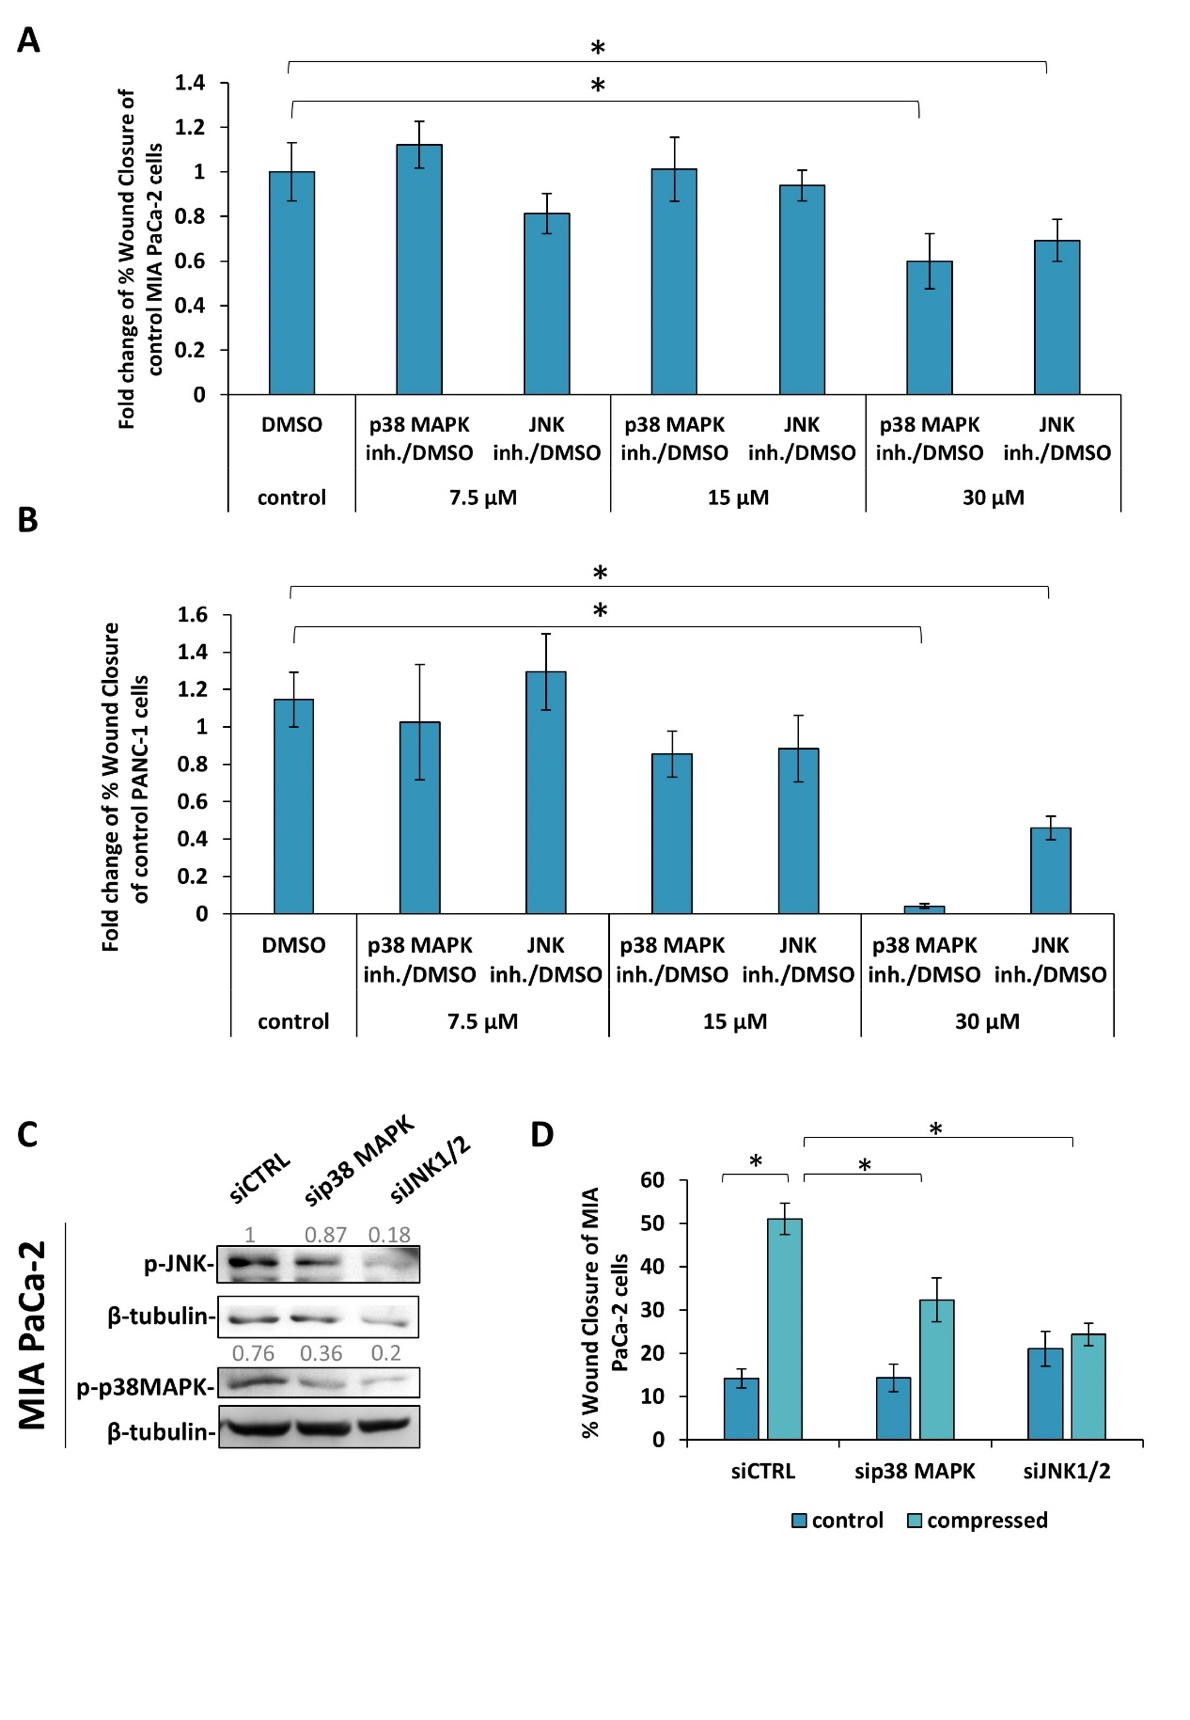 A
*
*
Fold change of % Wound Closure of
control MIA PaCa-2 cells
1.4
1.2
1
0.8
0.6
0.4
0.2
0
DMSO
p38 MAPK
inh./DMSO
JNK
inh./DMSO
p38 MAPK
inh./DMSO
JNK
inh./DMSO
p38 MAPK
inh./DMSO
JNK
inh./DMSO
control
7.5 μM
15 μM
30 μM
B
*
*
Fold change of % Wound Closure
of control PANC-1 cells
1.6
1.4
1.2
1
0.8
0.6
0.4
0.2
0
DMSO
p38 MAPK
inh./DMSO
JNK
inh./DMSO
p38 MAPK
inh./DMSO
JNK
inh./DMSO
p38 MAPK
inh./DMSO
JNK
inh./DMSO
control
7.5 μM
15 μM
30 μM
C
siCTRL
sip38 MAPK
siJNK1/2
MIA PaCa-2
1 0.87 0.18
p-JNK-
β-tubulin-
0.76 0.36 0.2
p-p38MAPK-
β-tubulin-
D
*
*
*
% Wound Closure of MIA
PaCa-2 cells
60
50
40
30
20
10
0
siCTRL
sip38 MAPK
siJNK1/2
control
compressed